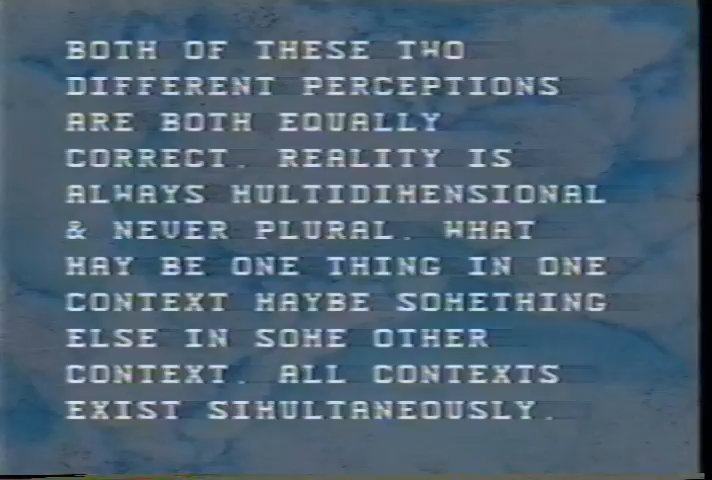 BOTH OF THESE TWO
DIFFERENT PERCEPTIONS
ARE BOTH EQUALLY
CORRECT. REALITY IS
ALWAYS MULTIDIMENSIONAL
& NEVER PLURAL. WHAT
MAY BE ONE THING IN ONE
CONTEXT MAYBE SOMETHING
ELSE IN SOME OTHER
CONTEXT. ALL CONTEXTS
EXIST SIMULTANEOUSLY.